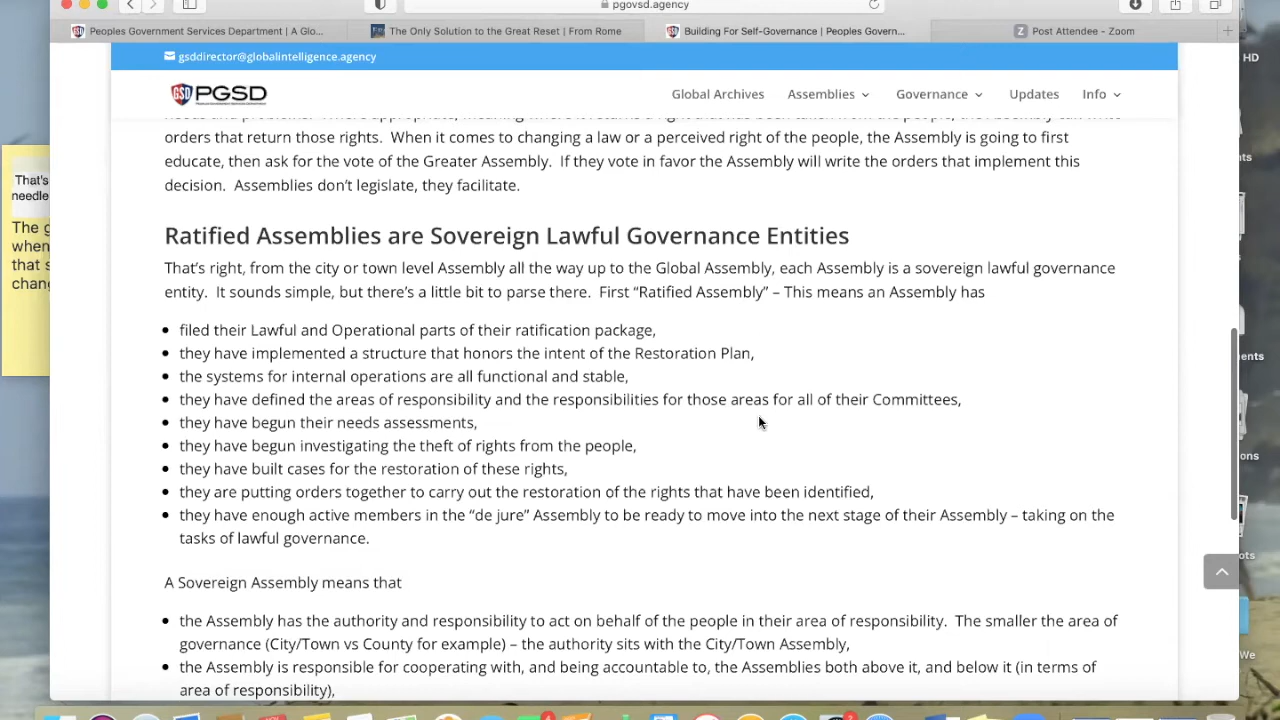 pgovsd.agency
Peoples Government Services Department | A Glo...
The Only Solution to the Great Reset | From Rome
Building For Self-Governance | Peoples Govern...
Z Post Attendee - Zoom
gsddirector@globalintelligence.agency
GSD PGSD
Global Archives
Assemblies
Governance
Updates
Info
orders that return those rights. When it comes to changing a law or a perceived right of the people, the Assembly is going to first
educate, then ask for the vote of the Greater Assembly. If they vote in favor the Assembly will write the orders that implement this
decision. Assemblies don’t legislate, they facilitate.
Ratified Assemblies are Sovereign Lawful Governance Entities
That’s right, from the city or town level Assembly all the way up to the Global Assembly, each Assembly is a sovereign lawful governance
entity. It sounds simple, but there’s a little bit to parse there. First “Ratified Assembly” – This means an Assembly has
• filed their Lawful and Operational parts of their ratification package,
• they have implemented a structure that honors the intent of the Restoration Plan,
• the systems for internal operations are all functional and stable,
• they have defined the areas of responsibility and the responsibilities for those areas for all of their Committees,
• they have begun their needs assessments,
• they have begun investigating the theft of rights from the people,
• they have built cases for the restoration of these rights,
• they are putting orders together to carry out the restoration of the rights that have been identified,
• they have enough active members in the “de jure” Assembly to be ready to move into the next stage of their Assembly – taking on the
tasks of lawful governance.
A Sovereign Assembly means that
• the Assembly has the authority and responsibility to act on behalf of the people in their area of responsibility. The smaller the area of
governance (City/Town vs County for example) – the authority sits with the City/Town Assembly,
• the Assembly is responsible for cooperating with, and being accountable to, the Assemblies both above it, and below it (in terms of
area of responsibility),
That's
needle
The g
when
that s
chang
HD
nts
ments
ons
ots
We